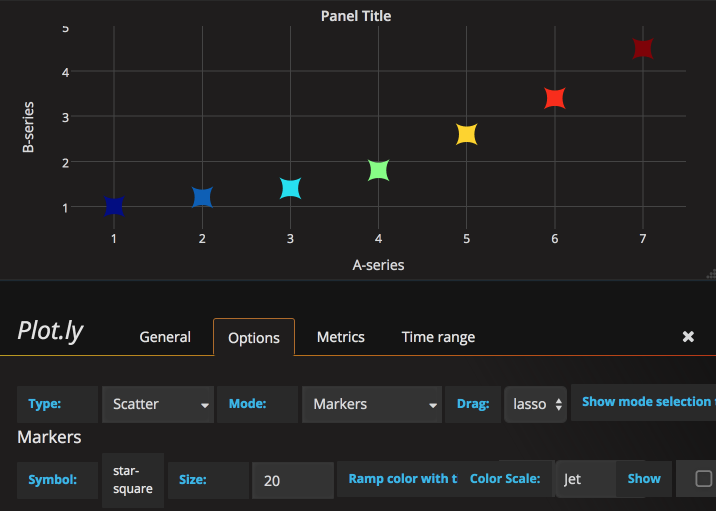 Panel Title
5
4
3
2
1
B-series
1 2 3 4 5 6 7
A-series
Plot.ly General Options Metrics Time range ✖
Type: Scatter Mode: Markers Drag: lasso Show mode selection
Markers
Symbol: star-
square Size: 20 Ramp color with t Color Scale: Jet Show